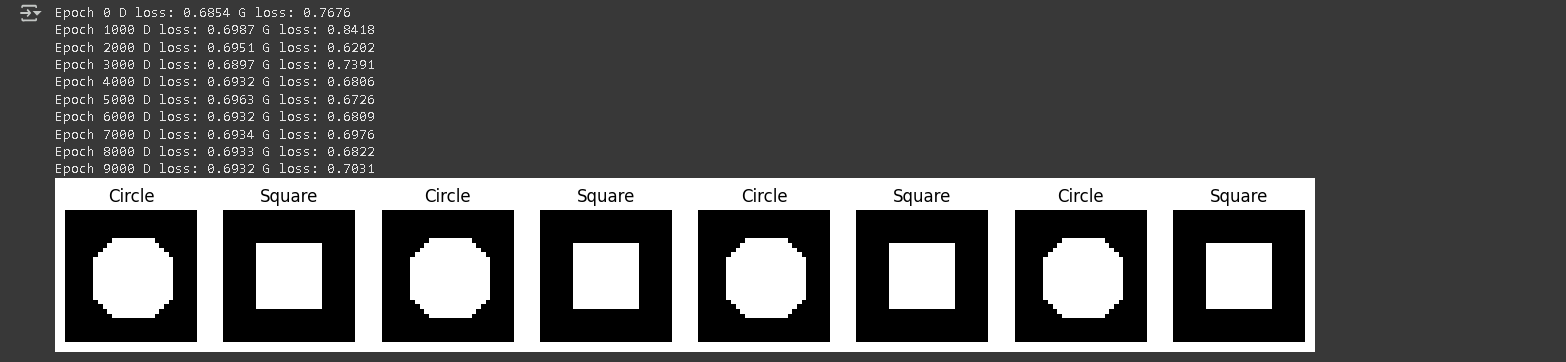 Epoch 0 D loss: 0.6854 G loss: 0.7676
Epoch 1000 D loss: 0.6987 G loss: 0.8418
Epoch 2000 D loss: 0.6951 G loss: 0.6202
Epoch 3000 D loss: 0.6897 G loss: 0.7391
Epoch 4000 D loss: 0.6932 G loss: 0.6806
Epoch 5000 D loss: 0.6963 G loss: 0.6726
Epoch 6000 D loss: 0.6932 G loss: 0.6809
Epoch 7000 D loss: 0.6934 G loss: 0.6976
Epoch 8000 D loss: 0.6933 G loss: 0.6822
Epoch 9000 D loss: 0.6932 G loss: 0.7031
Circle Square Circle Square Circle Square Circle Square